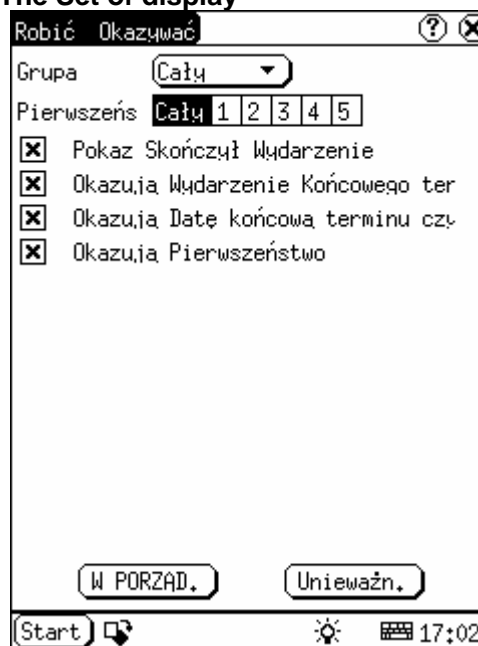 The Set of display
Robić Okazywać
Grupa Cały
Pierwszeńs Cały 1 2 3 4 5
Pokaz Skończył Wydarzenie
Okazują Wydarzenie Końcowego ter
Okazują Datę końcową terminu czy
Okazują Pierwszeństwo
W PORZĄD. Unieważn.
Start 17:02